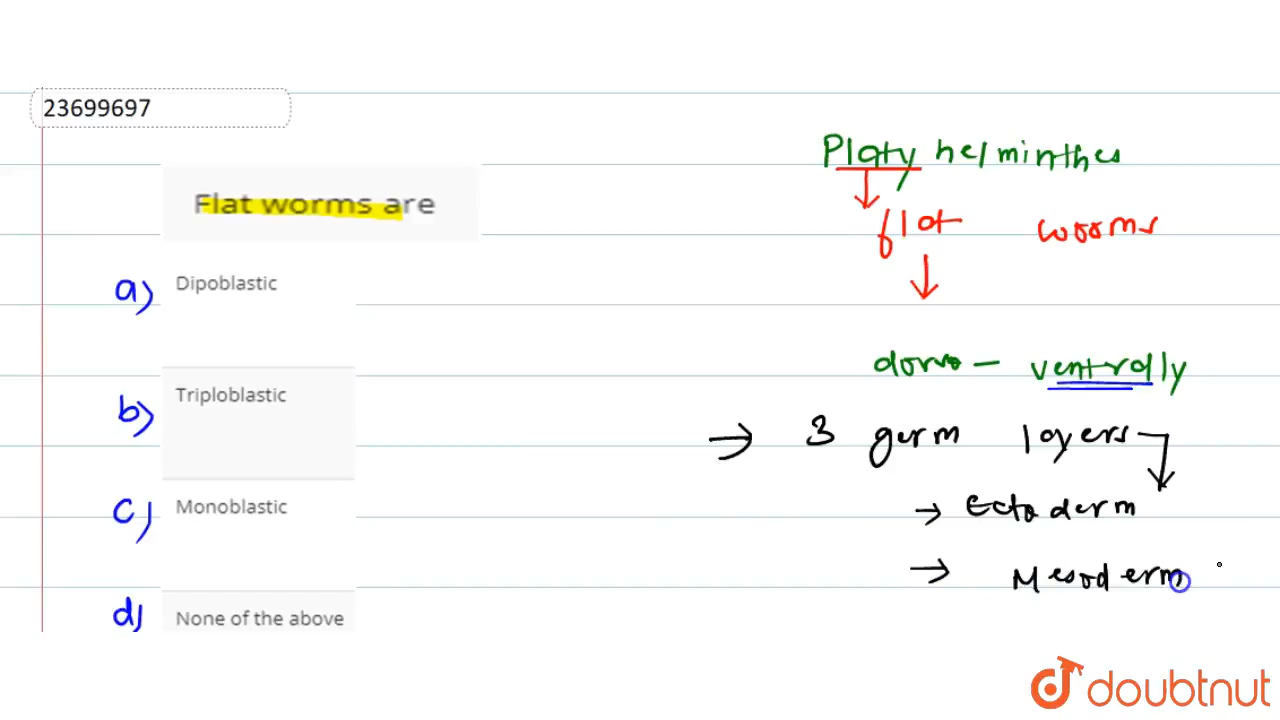 23699697
Flat worms are
a) Dipoblastic
b) Triploblastic
c) Monoblastic
d) None of the above
Platy helminthes
flat worms
dorso - ventrally
→ 3 germ layers
→ Ectoderm
→ Mesoderm
doubtnut